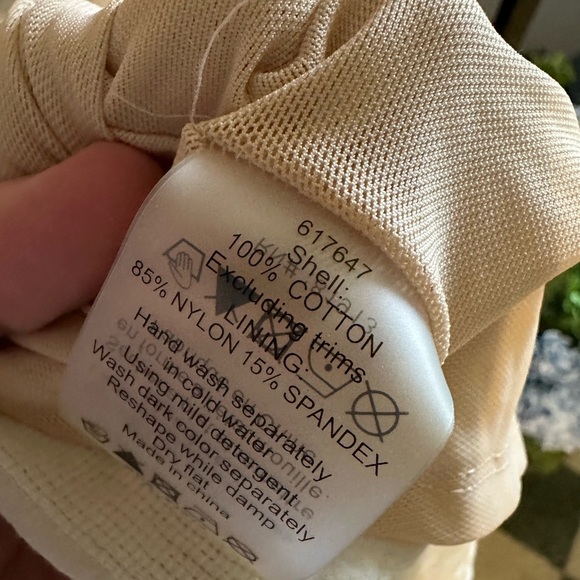 617647
Shell:
100% COTTON
Excluding trims
LINING:
85% NYLON 15% SPANDEX
Hand wash separately
in cold water
Using mild detergent
Wash dark color separately
Reshape while damp
Dry flat
Made in china